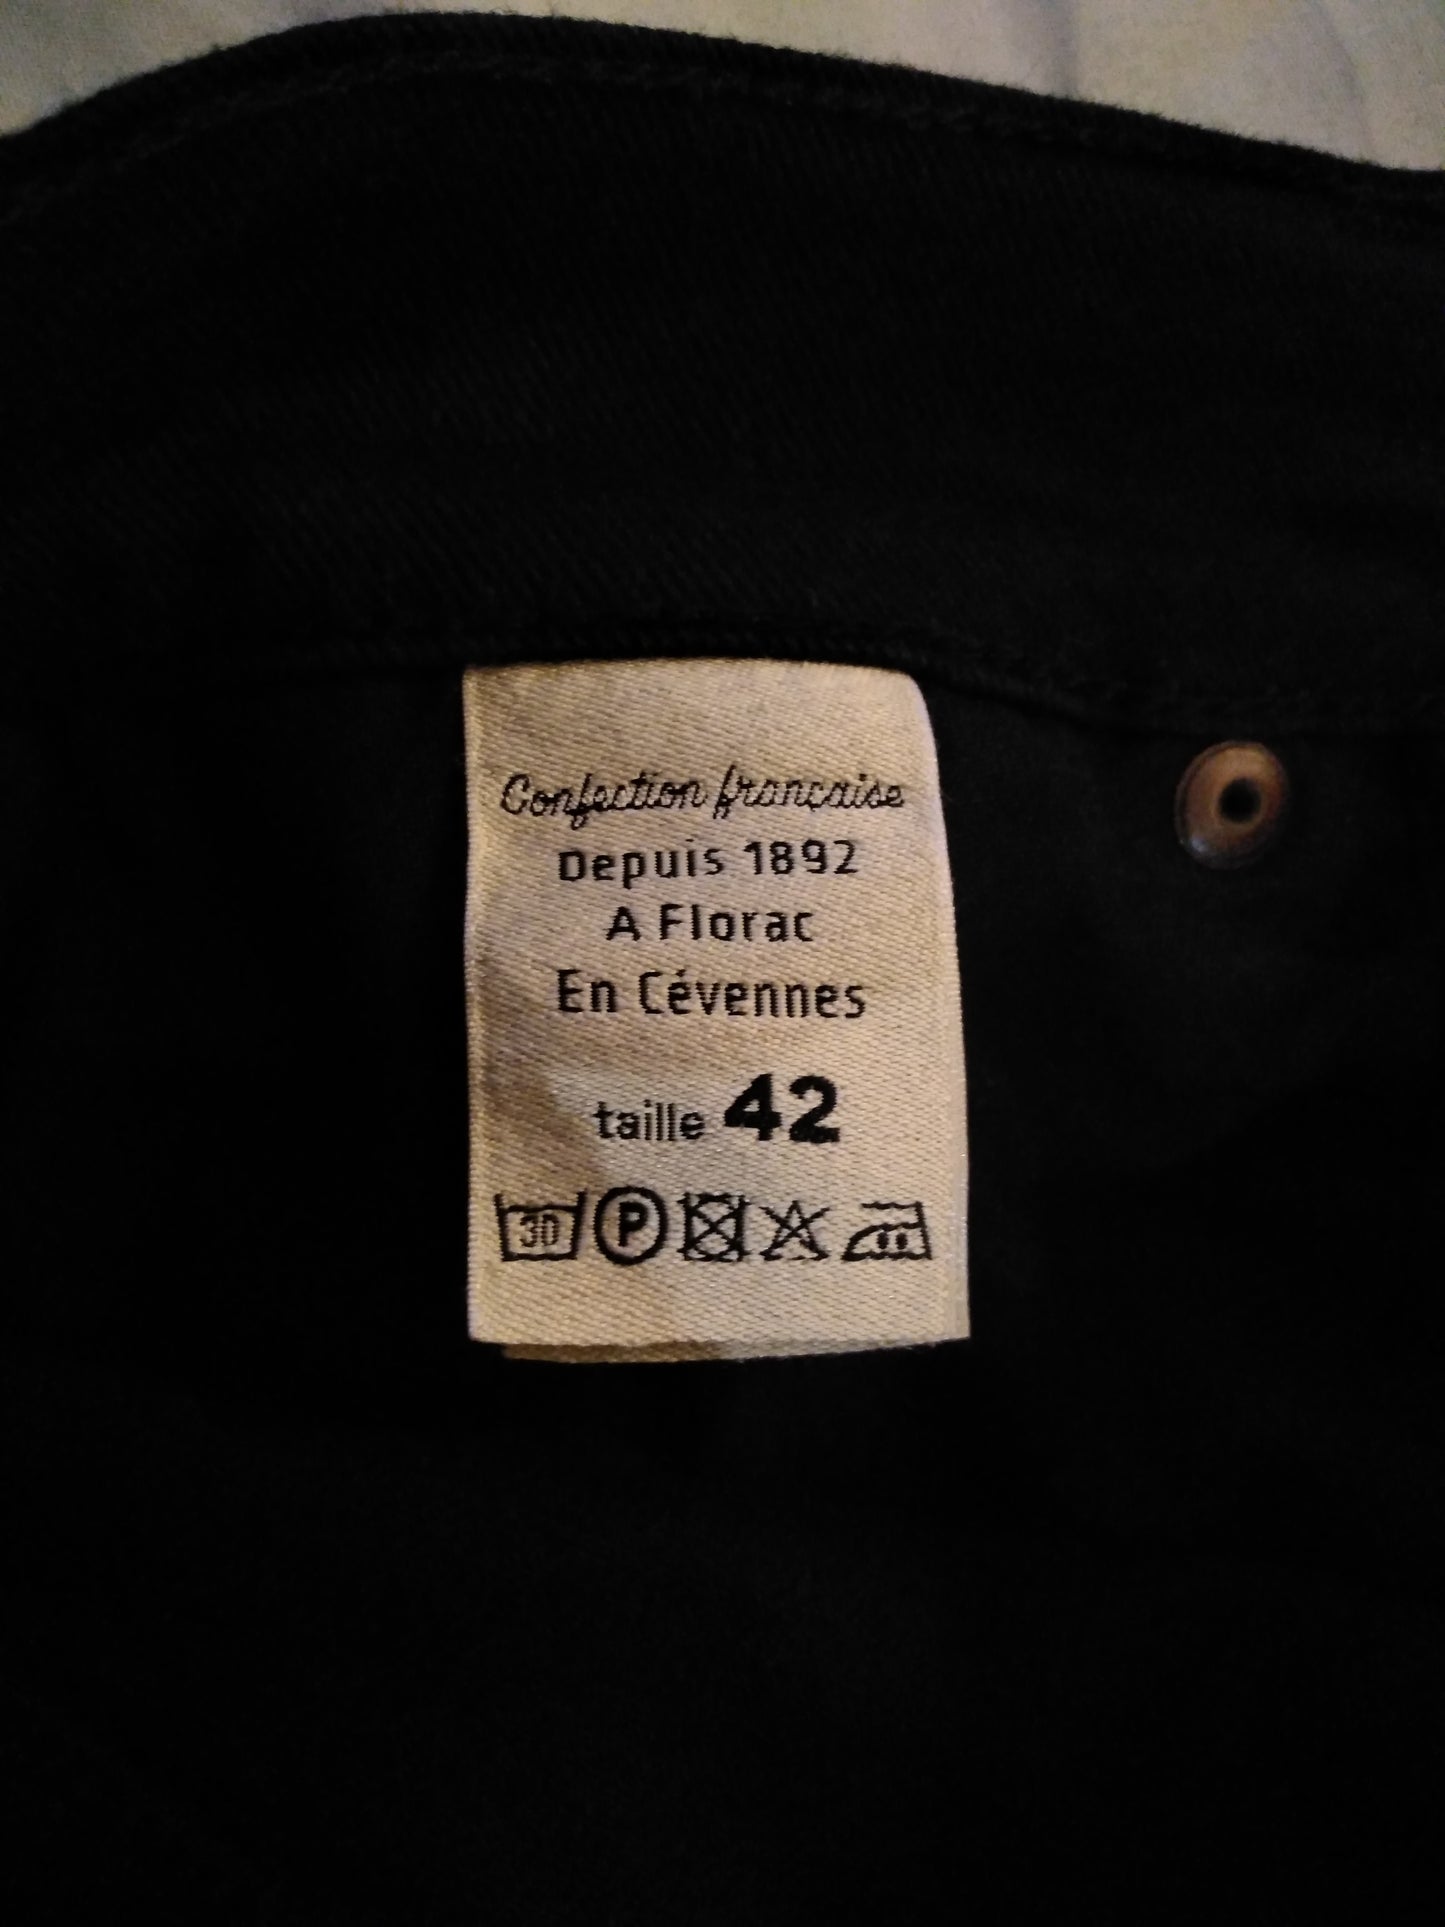 Confection française
Depuis 1892
A Florac
En Cévennes
taille 42
30 P